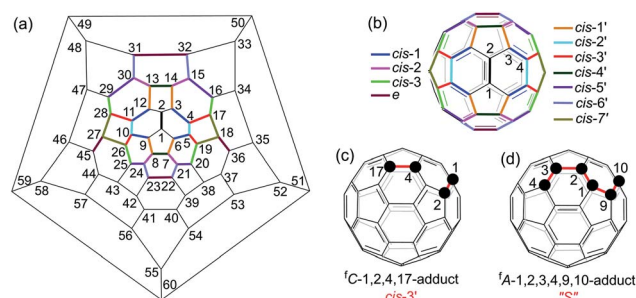 (a)
49 50
48 31 32 33
30 13 14 15
47 29 12 2 3 16 34
28 11 4 17
10 1 5
46 27 9 6 18 35
45 26 8 7 19 36
25 24 21 20
44 23 22 37
59 58 43 38 52 51
57 42 39 53
41 40
56 54
55
60
cis-1
cis-2
cis-3
e
(b)
2
3
4
1
cis-1'
cis-2'
cis-3'
cis-4'
cis-5'
cis-6'
cis-7'
(c)
17 4 1
2
fC-1,2,4,17-adduct
cis-3'
(d)
3 2 10
4 1
9
fA-1,2,3,4,9,10-adduct
"S"